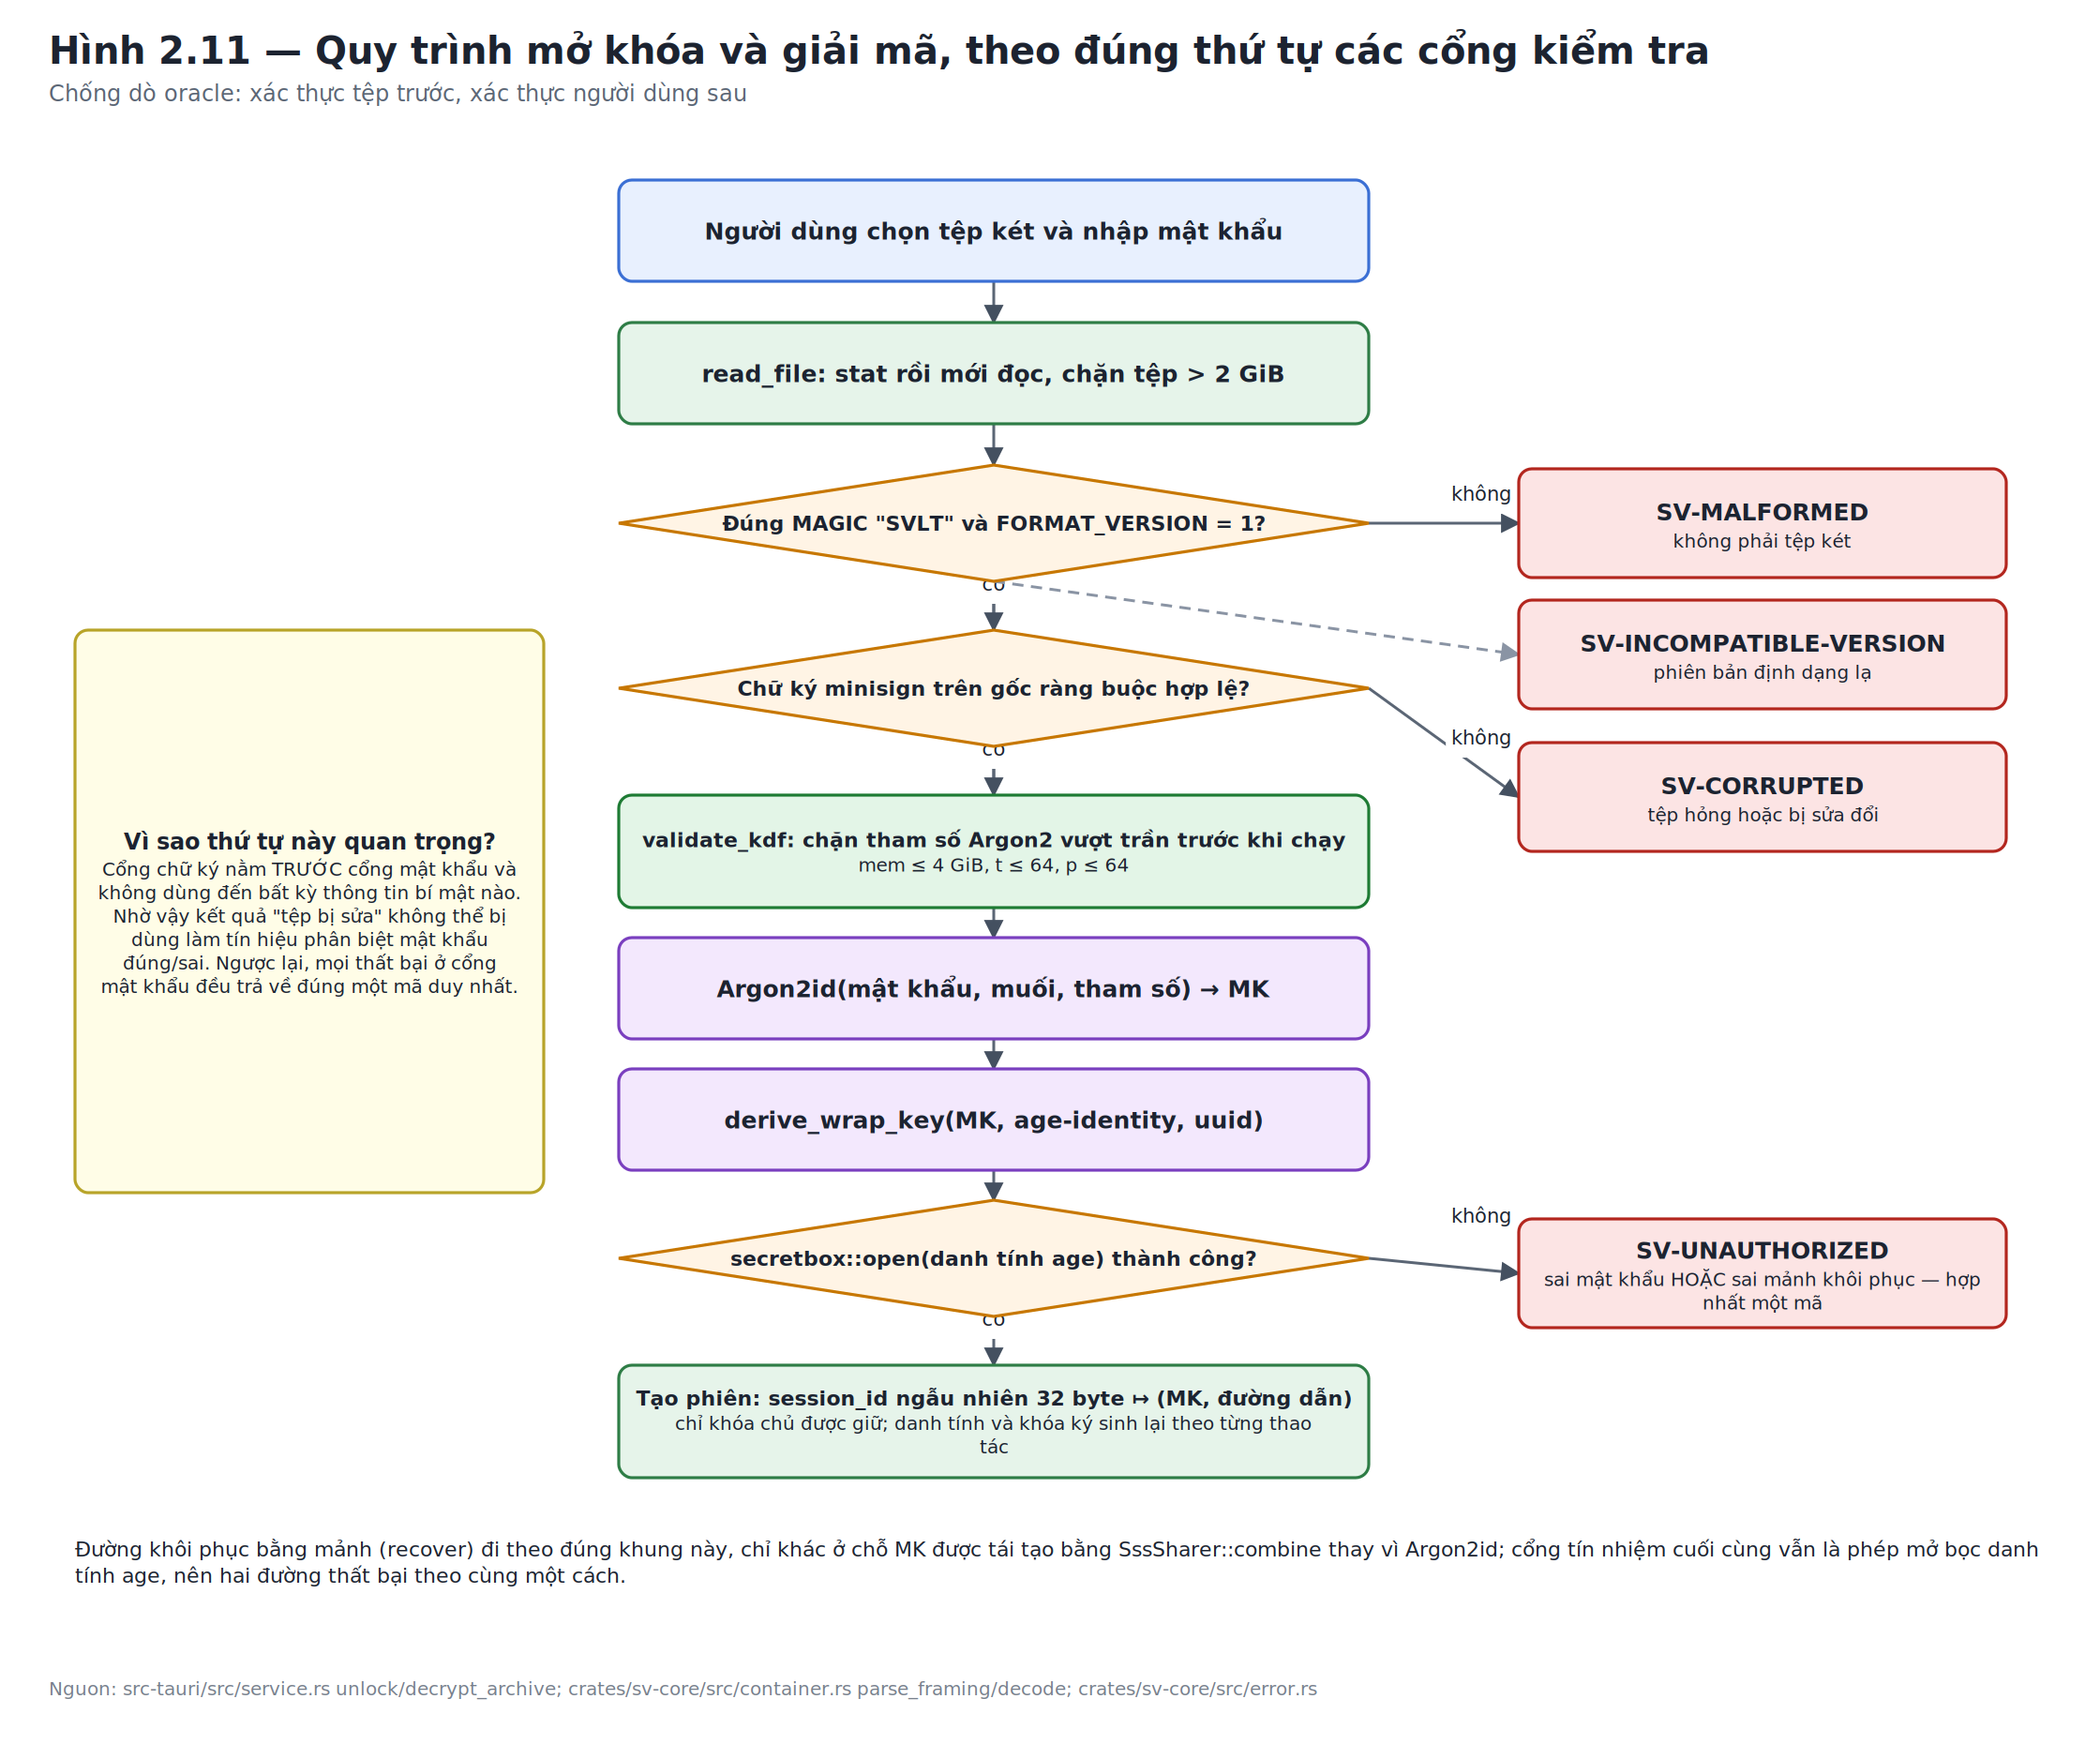 Hình 2.11 — Quy trình mở khóa và giải mã, theo đúng thứ tự các cổng kiểm tra
Chống dò oracle: xác thực tệp trước, xác thực người dùng sau
Người dùng chọn tệp két và nhập mật khẩu
read_file: stat rồi mới đọc, chặn tệp > 2 GiB
Đúng MAGIC "SVLT" và FORMAT_VERSION = 1?
không
SV-MALFORMED
không phải tệp két
có
SV-INCOMPATIBLE-VERSION
phiên bản định dạng lạ
Chữ ký minisign trên gốc ràng buộc hợp lệ?
không
SV-CORRUPTED
tệp hỏng hoặc bị sửa đổi
có
validate_kdf: chặn tham số Argon2 vượt trần trước khi chạy
mem ≤ 4 GiB, t ≤ 64, p ≤ 64
Vì sao thứ tự này quan trọng?
Cổng chữ ký nằm TRƯỚC cổng mật khẩu và
không dùng đến bất kỳ thông tin bí mật nào.
Nhờ vậy kết quả "tệp bị sửa" không thể bị
dùng làm tín hiệu phân biệt mật khẩu
đúng/sai. Ngược lại, mọi thất bại ở cổng
mật khẩu đều trả về đúng một mã duy nhất.
Argon2id(mật khẩu, muối, tham số) → MK
derive_wrap_key(MK, age-identity, uuid)
secretbox::open(danh tính age) thành công?
không
SV-UNAUTHORIZED
sai mật khẩu HOẶC sai mảnh khôi phục — hợp
nhất một mã
có
Tạo phiên: session_id ngẫu nhiên 32 byte ↦ (MK, đường dẫn)
chỉ khóa chủ được giữ; danh tính và khóa ký sinh lại theo từng thao
tác
Đường khôi phục bằng mảnh (recover) đi theo đúng khung này, chỉ khác ở chỗ MK được tái tạo bằng SssSharer::combine thay vì Argon2id; cổng tín nhiệm cuối cùng vẫn là phép mở bọc danh
tính age, nên hai đường thất bại theo cùng một cách.
Nguon: src-tauri/src/service.rs unlock/decrypt_archive; crates/sv-core/src/container.rs parse_framing/decode; crates/sv-core/src/error.rs